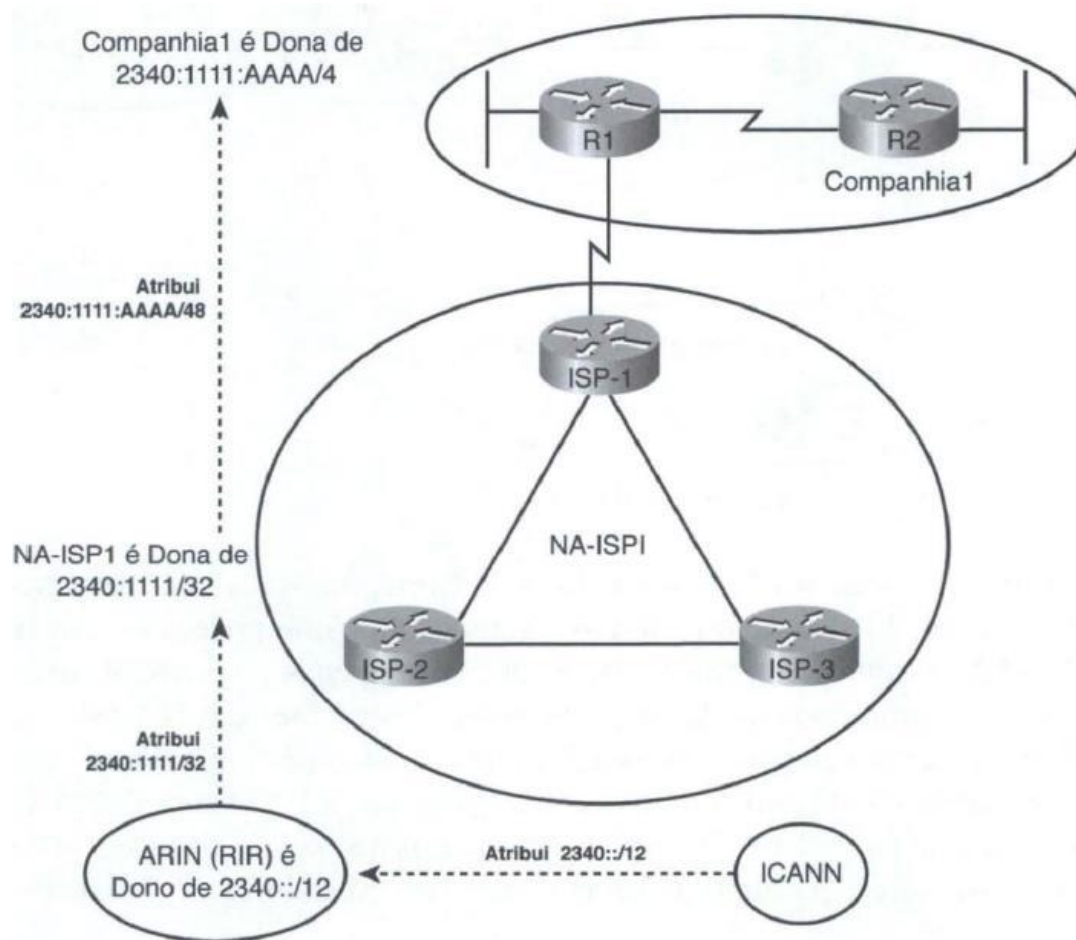 Companhia1 é Dona de
2340:1111:AAAA/4
R1
R2
Companhia1
Atribui
2340:1111:AAAA/48
ISP-1
NA-ISP1 é Dona de
2340:1111/32
NA-ISPI
ISP-2
ISP-3
Atribui
2340:1111/32
ARIN (RIR) é
Dono de 2340::/12
Atribui 2340::/12
ICANN